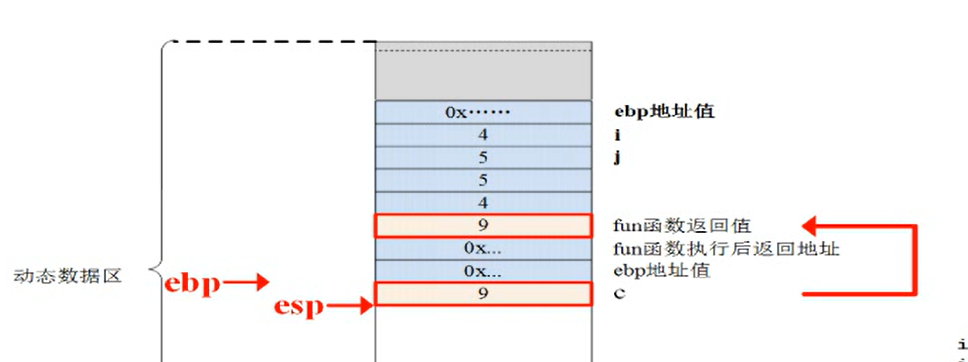 0x…… ebp地址值
4 i
5 j
5
4
9 fun函数返回值
0x... fun函数执行后返回地址
动态数据区 0x... ebp地址值
ebp
esp 9 c
i